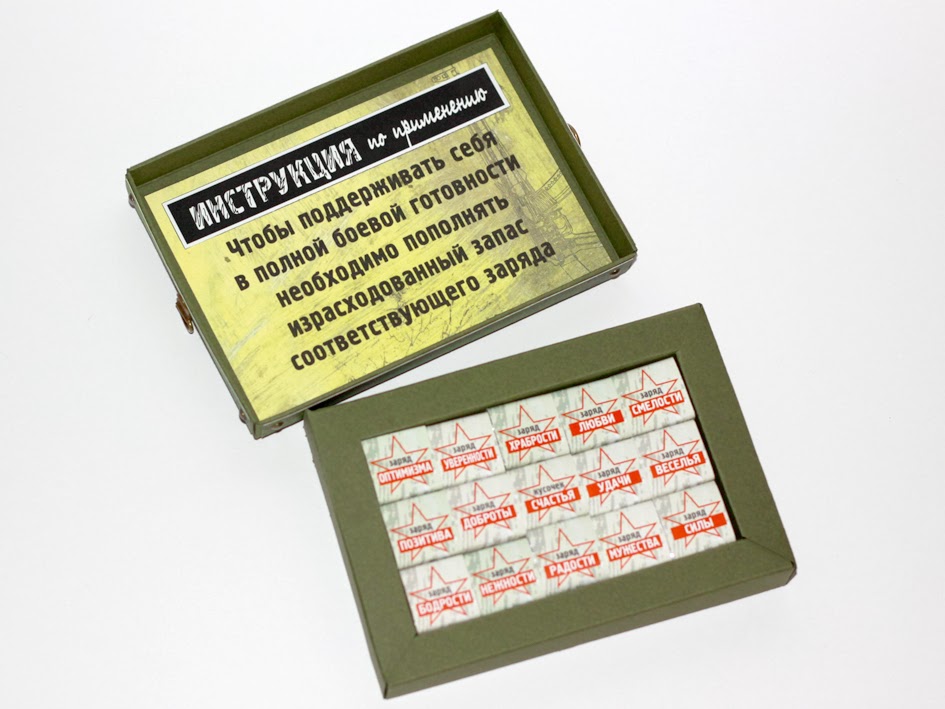 ИНСТРУКЦИЯ по применению
Чтобы поддерживать себя
в полной боевой готовности
необходимо пополнять
израсходованный запас
соответствующего заряда
заряд
ОПТИМИЗМА
заряд
УВЕРЕННОСТИ
заряд
ХРАБРОСТИ
заряд
ЛЮБВИ
заряд
СМЕЛОСТИ
заряд
ПОЗИТИВА
заряд
ДОБРОТЫ
кусочек
СЧАСТЬЯ
заряд
УДАЧИ
заряд
ВЕСЕЛЬЯ
заряд
БОДРОСТИ
заряд
НЕЖНОСТИ
заряд
РАДОСТИ
заряд
МУЖЕСТВА
заряд
СИЛЫ